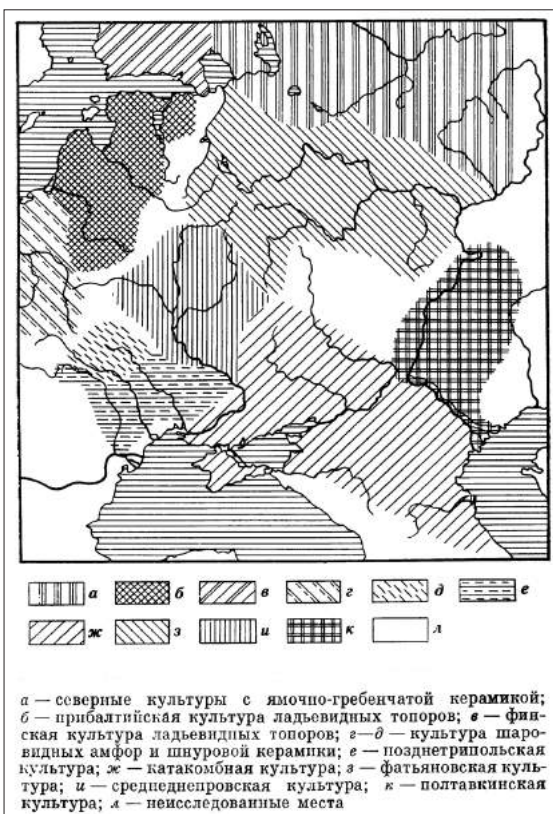 а б в г д е
ж з и к л
а — северные культуры с ямочно-гребенчатой керамикой;
б — прибалтийская культура ладьевидных топоров; в — фин-
ская культура ладьевидных топоров; г—д — культура шаро-
видных амфор и шнуровой керамики; е — позднетрипольская
культура; ж — катакомбная культура; з — фатьяновская куль-
тура; и — среднеднепровская культура; к — полтавкинская
культура; л — неисследованные места